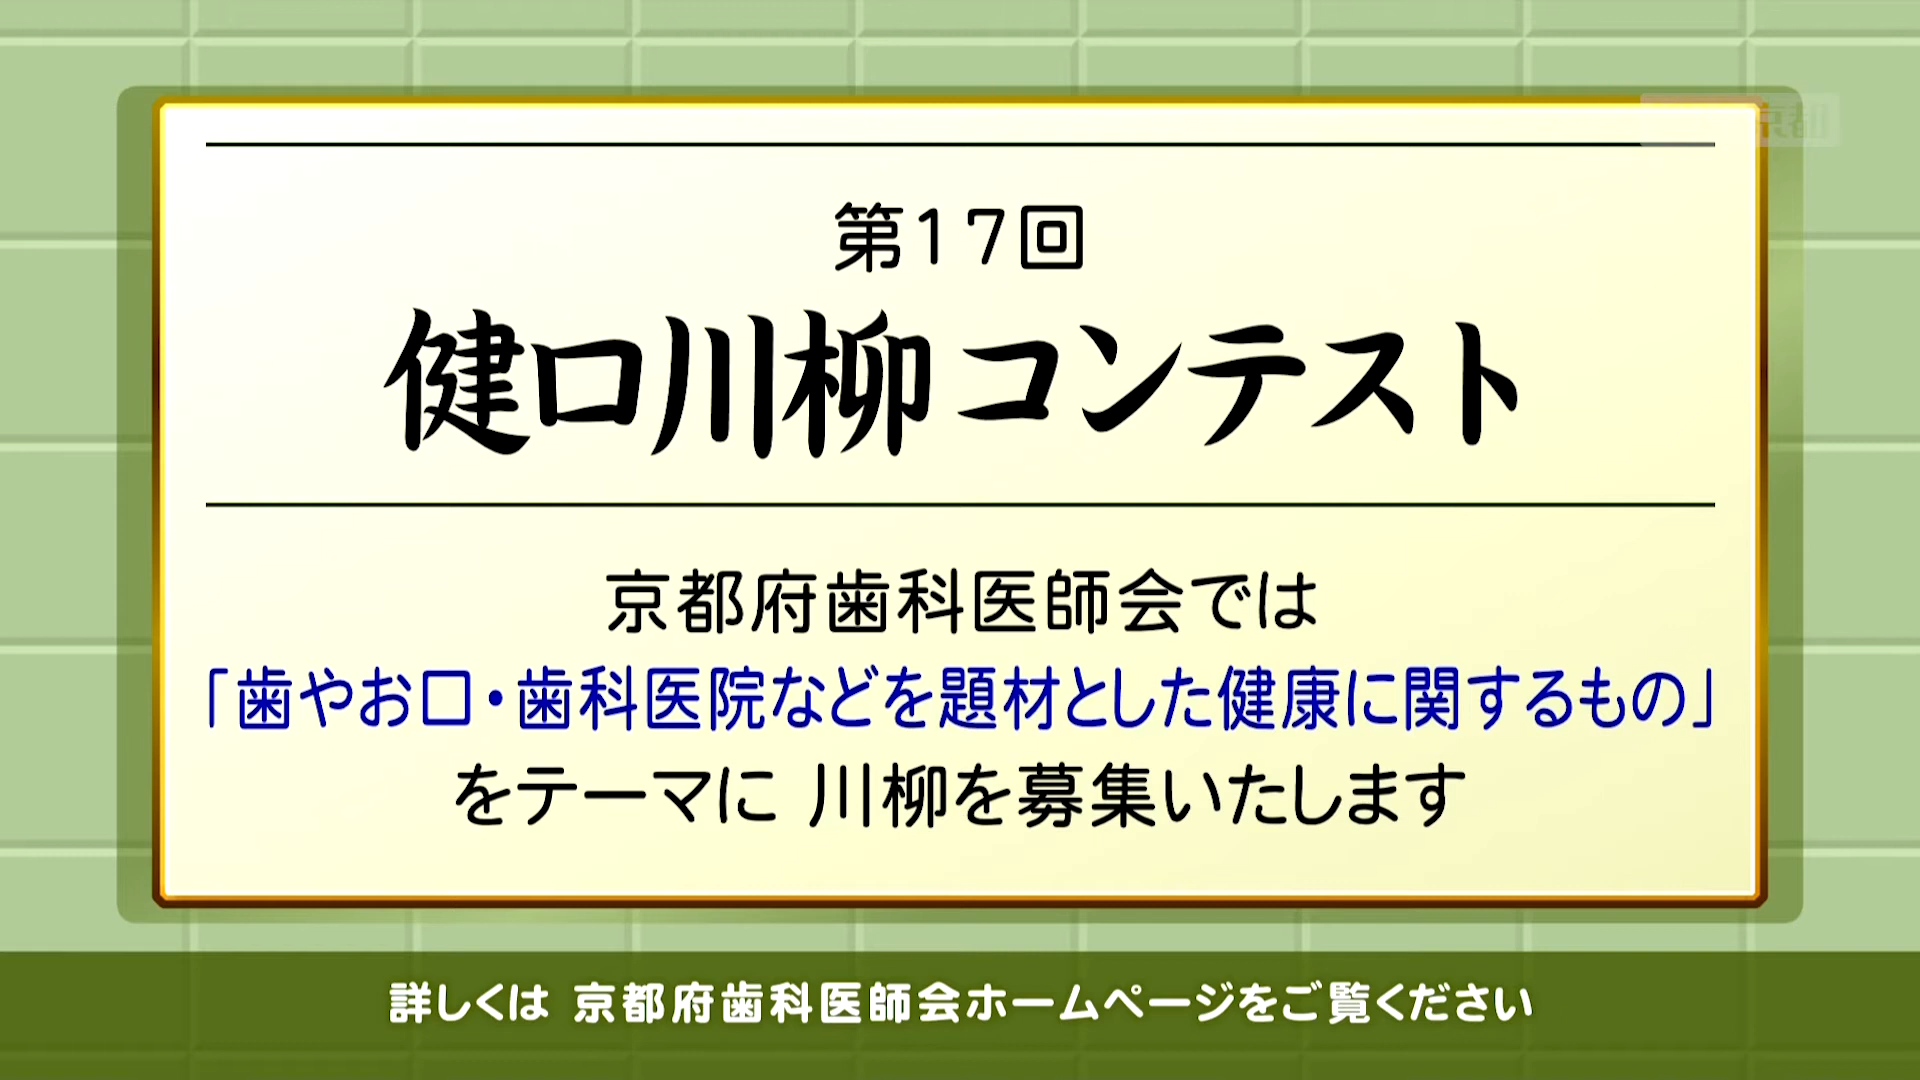 第17回
健口川柳コンテスト
京都府歯科医師会では
「歯やお口・歯科医院などを題材とした健康に関するもの」
をテーマに 川柳を募集いたします
詳しくは 京都府歯科医師会ホームページをご覧ください